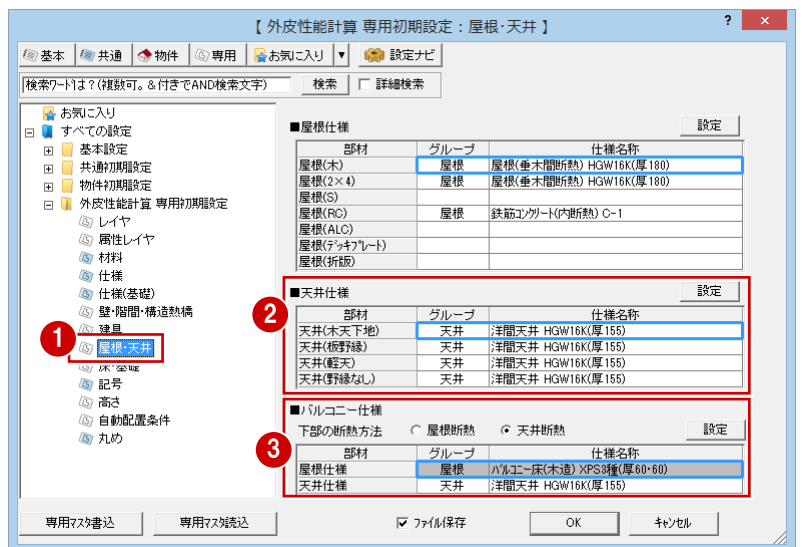 【 外皮性能計算 専用初期設定：屋根・天井 】
? ×
基本 共通 物件 専用 お気に入り ▼ 設定ナビ
検索ワードは？(複数可。＆付きでAND検索文字) 検索 詳細検索
お気に入り
すべての設定
基本設定
共通初期設定
物件初期設定
外皮性能計算 専用初期設定
レイヤ
属性レイヤ
材料
仕様
仕様(基礎)
壁・階間・構造熱橋
建具
1
屋根・天井
床・基礎
記号
高さ
自動配置条件
丸め
■屋根仕様 設定
部材 グループ 仕様名称
屋根(木) 屋根 屋根(垂木間断熱) HGW16K(厚180)
屋根(2×4) 屋根 屋根(垂木間断熱) HGW16K(厚180)
屋根(S)
屋根(RC) 屋根 鉄筋コンクリート(内断熱) C-1
屋根(ALC)
屋根(デッキプレート)
屋根(折版)
2
■天井仕様 設定
部材 グループ 仕様名称
天井(木天下地) 天井 洋間天井 HGW16K(厚155)
天井(板野縁) 天井 洋間天井 HGW16K(厚155)
天井(軽天) 天井 洋間天井 HGW16K(厚155)
天井(野縁なし) 天井 洋間天井 HGW16K(厚155)
3
■バルコニー仕様
下部の断熱方法 屋根断熱 天井断熱 設定
部材 グループ 仕様名称
屋根仕様 屋根 バルコニー床(木造) XPS3種(厚60・60)
天井仕様 天井 洋間天井 HGW16K(厚155)
専用マスタ書込 専用マスタ読込 ファイル保存 OK キャンセル